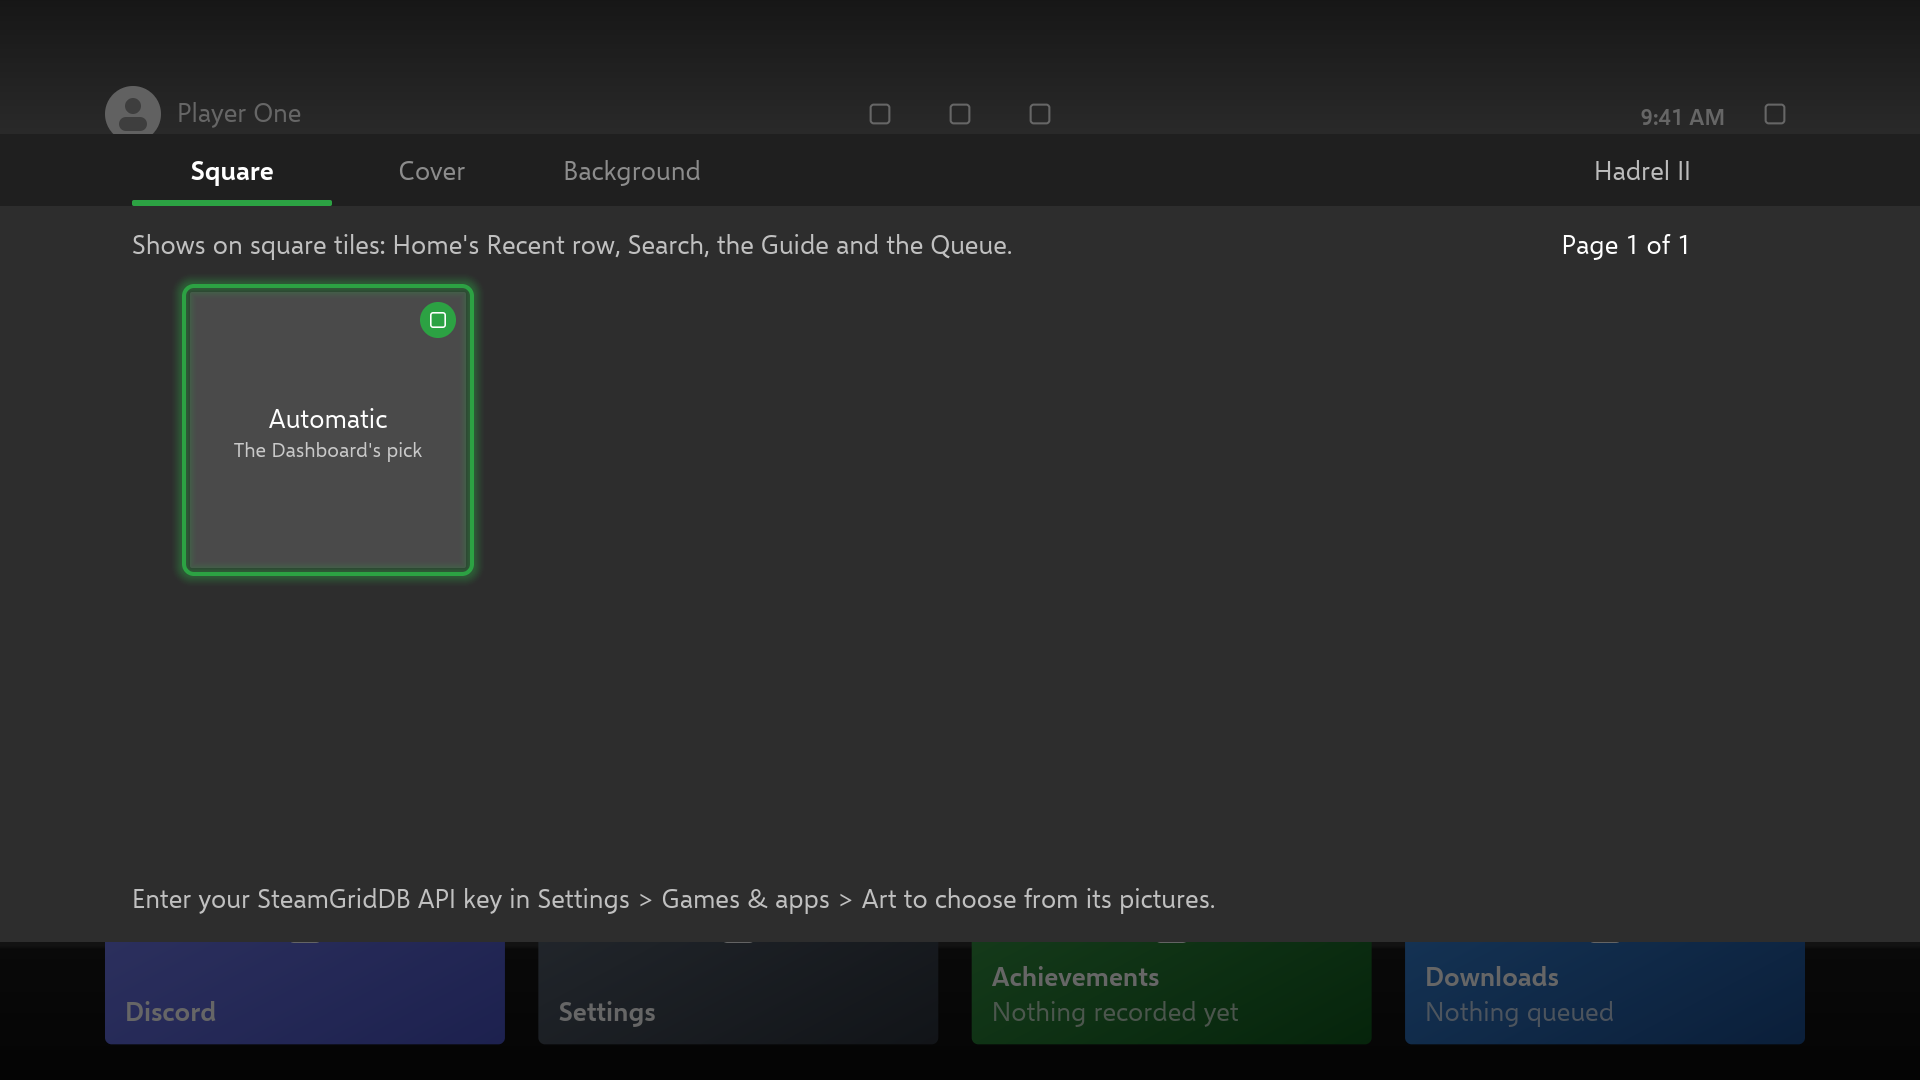 Player One
9:41 AM
Square
Cover
Background
Hadrel II
Shows on square tiles: Home's Recent row, Search, the Guide and the Queue.
Page 1 of 1
Automatic
The Dashboard's pick
Enter your SteamGridDB API key in Settings > Games & apps > Art to choose from its pictures.
Discord
Settings
Achievements
Nothing recorded yet
Downloads
Nothing queued